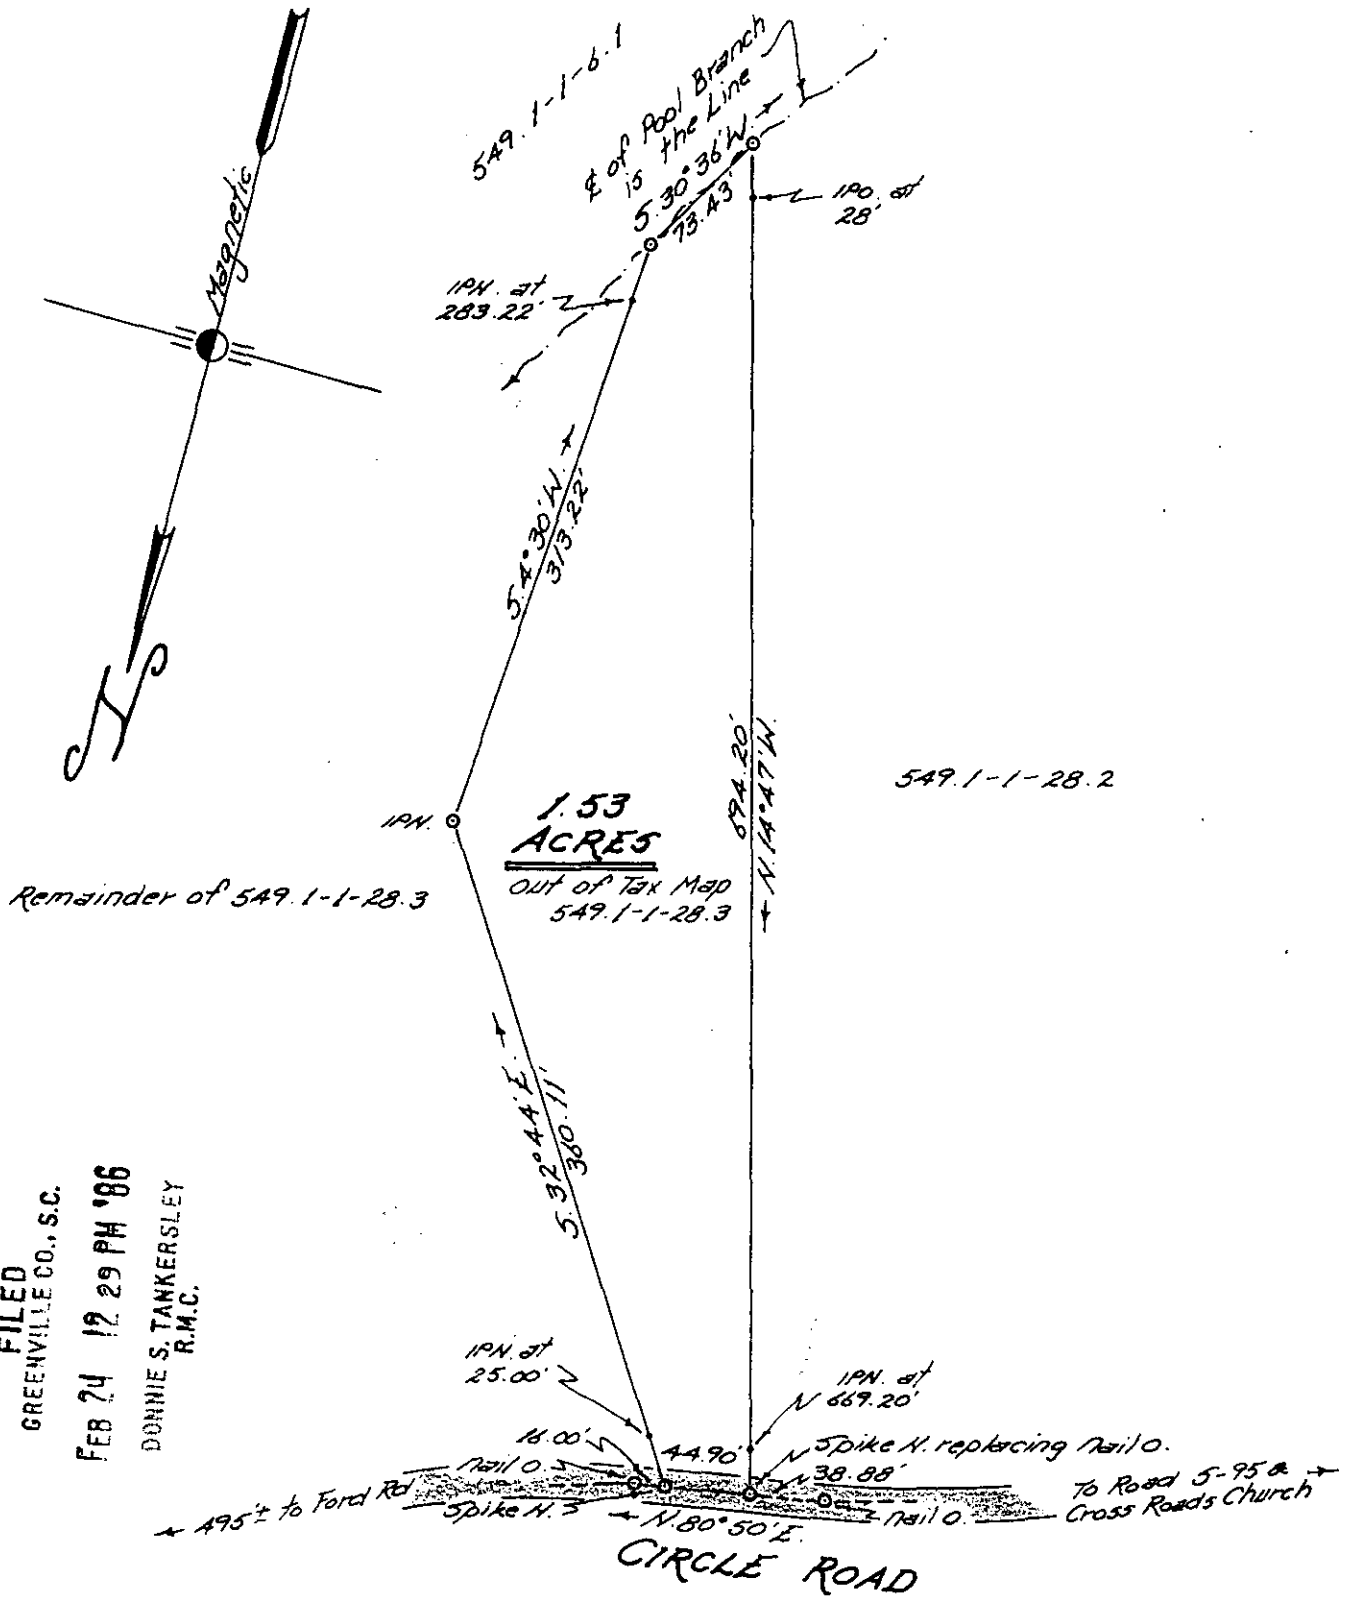 Magnetic
549.1-1-6.1
℄ of Pool Branch
is the Line
S.30°36'W.
73.43'
IPO. at
28'
IPN. at
283.22'
S.4°30'W.
313.22'
694.20'
N.14°47'W.
549.1-1-28.2
IPN.
1.53
ACRES
out of Tax Map
549.1-1-28.3
Remainder of 549.1-1-28.3
S.32°44'E.
360.11'
FILED
GREENVILLE CO., S.C.
FEB 24 12 29 PM '86
DONNIE S. TANKERSLEY
R.M.C.
IPN. at
25.00'
IPN. at
669.20'
16.00'
44.90'
Spike N. replacing nail O.
nail O.
38.88'
495'± to Ford Rd
Spike N.
N.80°50'E.
nail O.
To Road S-95 &
Cross Roads Church
CIRCLE ROAD